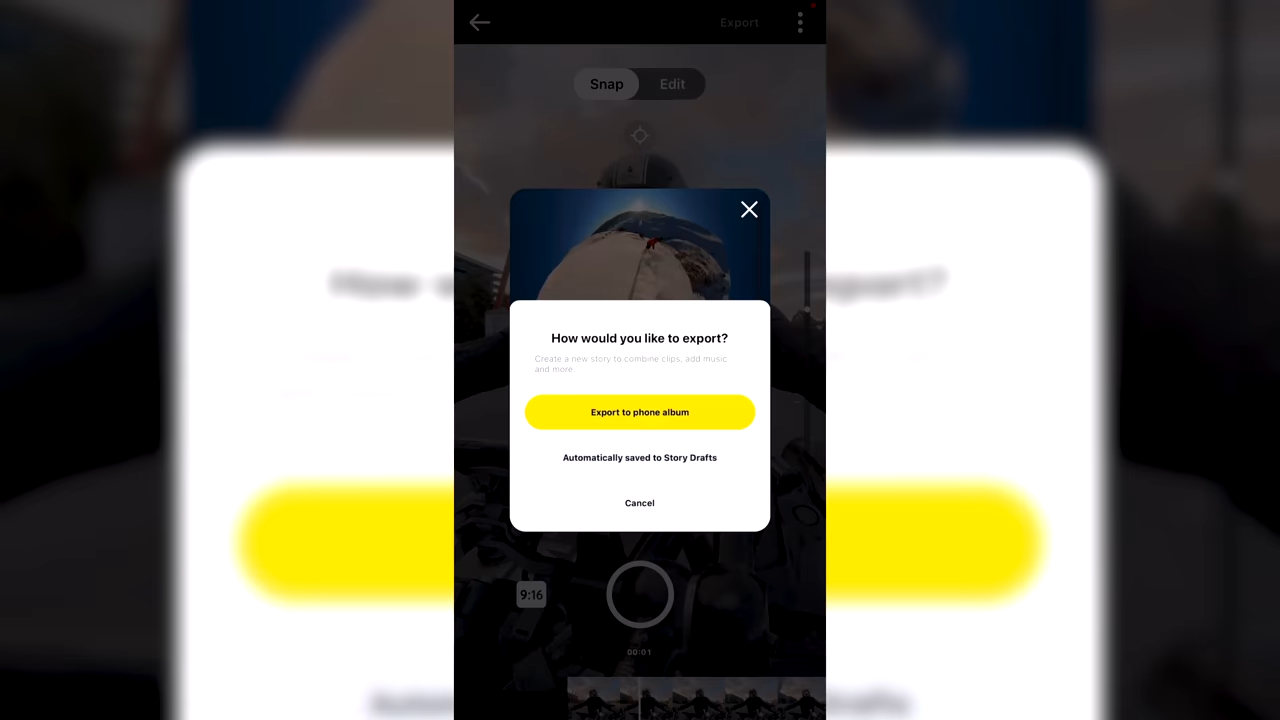 Export
Snap
Edit
How would you like to export?
Create a new story to combine clips, add music
and more.
Export to phone album
Automatically saved to Story Drafts
Cancel
9:16
00:01